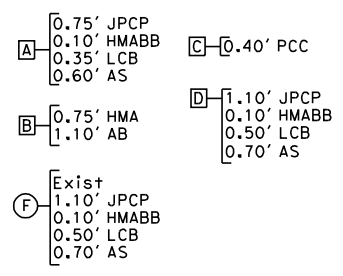 A
0.75' JPCP
0.10' HMABB
0.35' LCB
0.60' AS
C
0.40' PCC
B
0.75' HMA
1.10' AB
D
1.10' JPCP
0.10' HMABB
0.50' LCB
0.70' AS
F
Exist
1.10' JPCP
0.10' HMABB
0.50' LCB
0.70' AS